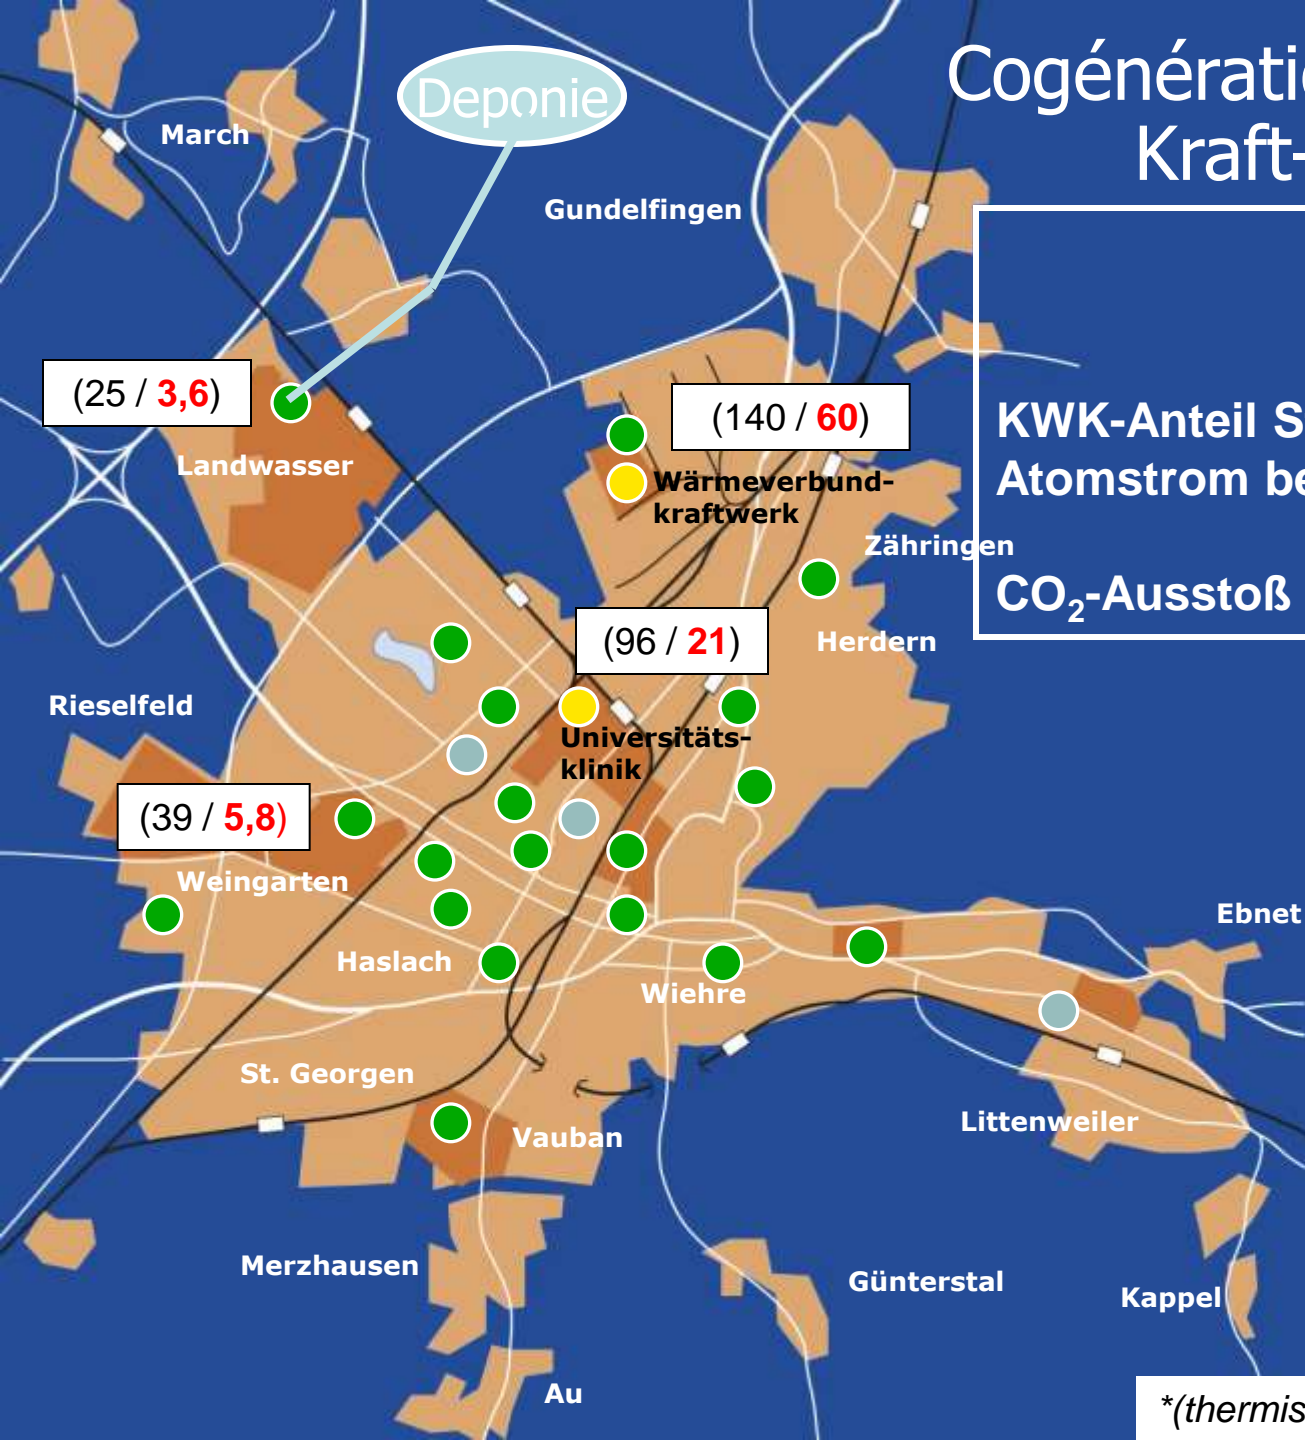 Cogénératio
Kraft-
Deponie
March
Gundelfingen
(25 / 3,6)
(140 / 60)
KWK-Anteil S
Landwasser
Wärmeverbund-
kraftwerk
Atomstrom be
Zähringen
CO₂-Ausstoß
(96 / 21)
Herdern
Rieselfeld
Universitäts-
klinik
(39 / 5,8)
Weingarten
Ebnet
Haslach
Wiehre
St. Georgen
Littenweiler
Vauban
Merzhausen
Günterstal
Kappel
Au
*(thermis